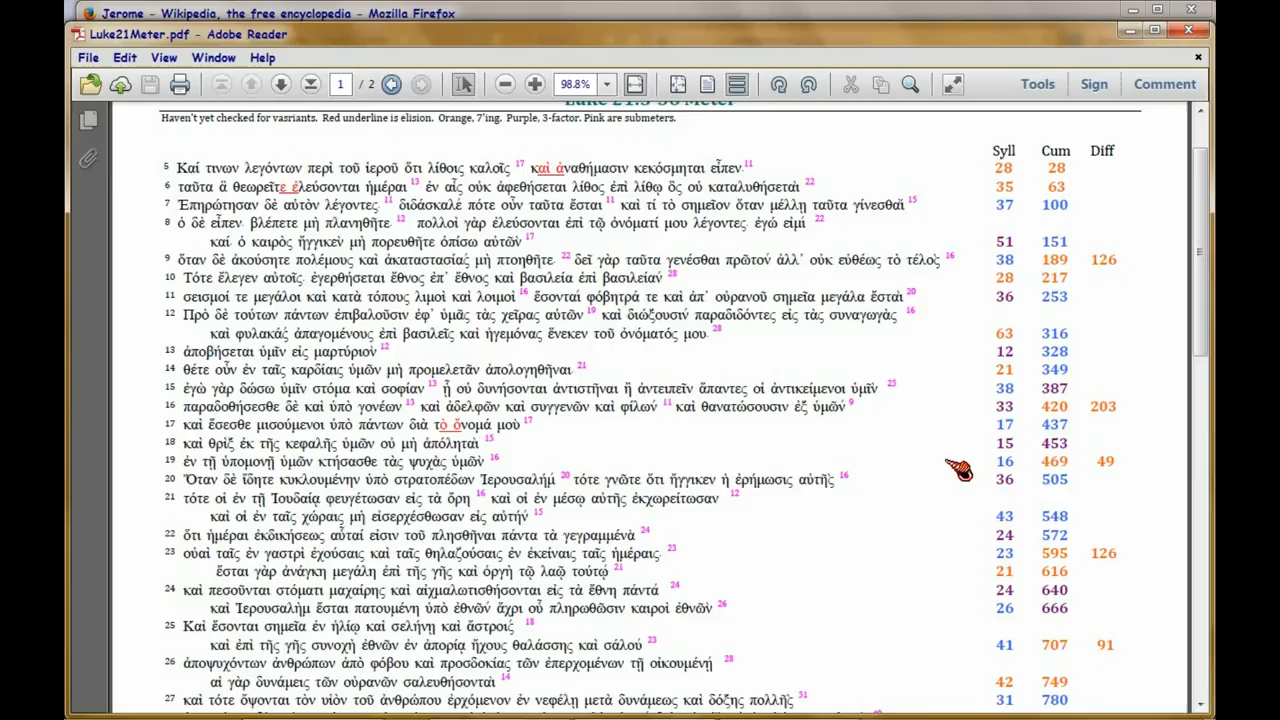 Jerome - Wikipedia, the free encyclopedia - Mozilla Firefox
Luke21Meter.pdf - Adobe Reader
File Edit View Window Help
1 / 2 98.8% Tools Sign Comment
Luke 21:5-36 Meter
Haven't yet checked for vasriants. Red underline is elision. Orange, 7'ing. Purple, 3-factor. Pink are submeters.
Syll Cum Diff
5 Καί τινων λεγόντων περὶ τοῦ ἱεροῦ ὅτι λίθοις καλοῖς 17 καὶ ἀναθήμασιν κεκόσμηται εἶπεν. 11 28 28
6 ταῦτα ἃ θεωρεῖτε ἐλεύσονται ἡμέραι 13 ἐν αἷς οὐκ ἀφεθήσεται λίθος ἐπὶ λίθῳ ὃς οὐ καταλυθήσεταὶ 22 35 63
7 Ἐπηρώτησαν δὲ αὐτὸν λέγοντες. 11 διδάσκαλέ πότε οὖν ταῦτα ἔσται 11 καὶ τί τὸ σημεῖον ὅταν μέλλῃ ταῦτα γίνεσθαῖ 15 37 100
8 ὁ δὲ εἶπεν. βλέπετε μὴ πλανηθῆτε. 12 πολλοὶ γὰρ ἐλεύσονται ἐπὶ τῷ ὀνόματί μου λέγοντες. ἐγώ εἰμί 22
καί. ὁ καιρὸς ἤγγικεν̀ μὴ πορευθῆτε ὀπίσω αὐτῶν̀ 17 51 151
9 ὅταν δὲ ἀκούσητε πολέμους καὶ ἀκαταστασίας́ μὴ πτοηθῆτε. 22 δεῖ γὰρ ταῦτα γενέσθαι πρῶτον́ ἀλλ᾽ οὐκ εὐθέως τὸ τέλος̀ 16 38 189 126
10 Τότε ἔλεγεν αὐτοῖς. ἐγερθήσεται ἔθνος ἐπ᾽ ἔθνος καὶ βασιλεία ἐπὶ βασιλείαν́ 28 28 217
11 σεισμοί τε μεγάλοι καὶ κατὰ τόπους λιμοὶ καὶ λοιμοὶ 16 ἔσονταί φόβητρά τε καὶ ἀπ᾽ οὐρανοῦ σημεῖα μεγάλα ἔσταὶ 20 36 253
12 Πρὸ δὲ τούτων πάντων ἐπιβαλοῦσιν ἐφ᾽ ὑμᾶς τὰς χεῖρας αὐτῶν 19 καὶ διώξουσιν́ παραδιδόντες εἰς τὰς συναγωγὰς 16
καὶ φυλακάς́ ἀπαγομένους ἐπὶ βασιλεῖς καὶ ἡγεμόνας ἕνεκεν τοῦ ὀνόματός μου. 28 63 316
13 ἀποβήσεται ὑμῖν εἰς μαρτύριον̀ 12 12 328
14 θέτε οὖν ἐν ταῖς καρδίαις ὑμῶν μὴ προμελετᾶν ἀπολογηθῆναι. 21 21 349
15 ἐγὼ γὰρ δώσω ὑμῖν στόμα καὶ σοφίαν 13 ᾗ οὐ δυνήσονται ἀντιστῆναι ἢ ἀντειπεῖν ἅπαντες οἱ ἀντικείμενοι ὑμῖν̀ 25 38 387
16 παραδοθήσεσθε δὲ καὶ ὑπὸ γονέων 13 καὶ ἀδελφῶν καὶ συγγενῶν καὶ φίλων́ 11 καὶ θανατώσουσιν ἐξ ὑμῶν́ 9 33 420 203
17 καὶ ἔσεσθε μισούμενοι ὑπὸ πάντων διὰ τὸ ὄνομά μοὺ 17 17 437
18 καὶ θρὶξ ἐκ τῆς κεφαλῆς ὑμῶν οὐ μὴ ἀπόληταὶ 15 15 453
19 ἐν τῇ ὑπομονῇ ὑμῶν κτήσασθε τὰς ψυχὰς ὑμῶν̀ 16 16 469 49
20 Ὅταν δὲ ἴδητε κυκλουμένην ὑπὸ στρατοπέδων Ἰερουσαλήμ́ 20 τότε γνῶτε ὅτι ἤγγικεν ἡ ἐρήμωσις αὐτῆς̀ 16 36 505
21 τότε οἱ ἐν τῇ Ἰουδαίᾳ φευγέτωσαν εἰς τὰ ὄρη 16 καὶ οἱ ἐν μέσῳ αὐτῆς ἐκχωρείτωσαν 12
καὶ οἱ ἐν ταῖς χώραις μὴ εἰσερχέσθωσαν εἰς αὐτήν́ 15 43 548
22 ὅτι ἡμέραι ἐκδικήσεως αὗταί εἰσιν τοῦ πλησθῆναι πάντα τὰ γεγραμμένὰ 24 24 572
23 οὐαὶ ταῖς ἐν γαστρὶ ἐχούσαις καὶ ταῖς θηλαζούσαις ἐν ἐκείναις ταῖς ἡμέραις. 23 23 595 126
ἔσται γὰρ ἀνάγκη μεγάλη ἐπὶ τῆς γῆς καὶ ὀργὴ τῷ λαῷ τούτῴ 21 21 616
24 καὶ πεσοῦνται στόματι μαχαίρης καὶ αἰχμαλωτισθήσονται εἰς τὰ ἔθνη πάντά 24 24 640
καὶ Ἰερουσαλὴμ ἔσται πατουμένη ὑπὸ ἐθνῶν́ ἄχρι οὗ πληρωθῶσιν καιροὶ ἐθνῶν̀ 26 26 666
25 Καὶ ἔσονται σημεῖα ἐν ἡλίῳ καὶ σελήνῃ καὶ ἄστροις́ 18
καὶ ἐπὶ τῆς γῆς συνοχὴ ἐθνῶν ἐν ἀπορίᾳ ἤχους θαλάσσης καὶ σάλού 23 41 707 91
26 ἀποψυχόντων ἀνθρώπων ἀπὸ φόβου καὶ προσδοκίας τῶν ἐπερχομένων τῇ οἰκουμενῄ 28
αἱ γὰρ δυνάμεις τῶν οὐρανῶν σαλευθήσονταὶ 14 42 749
27 καὶ τότε ὄψονται τὸν υἱὸν τοῦ ἀνθρώπου ἐρχόμενον ἐν νεφέλῃ μετὰ δυνάμεως καὶ δόξης πολλῆς̀ 31 31 780